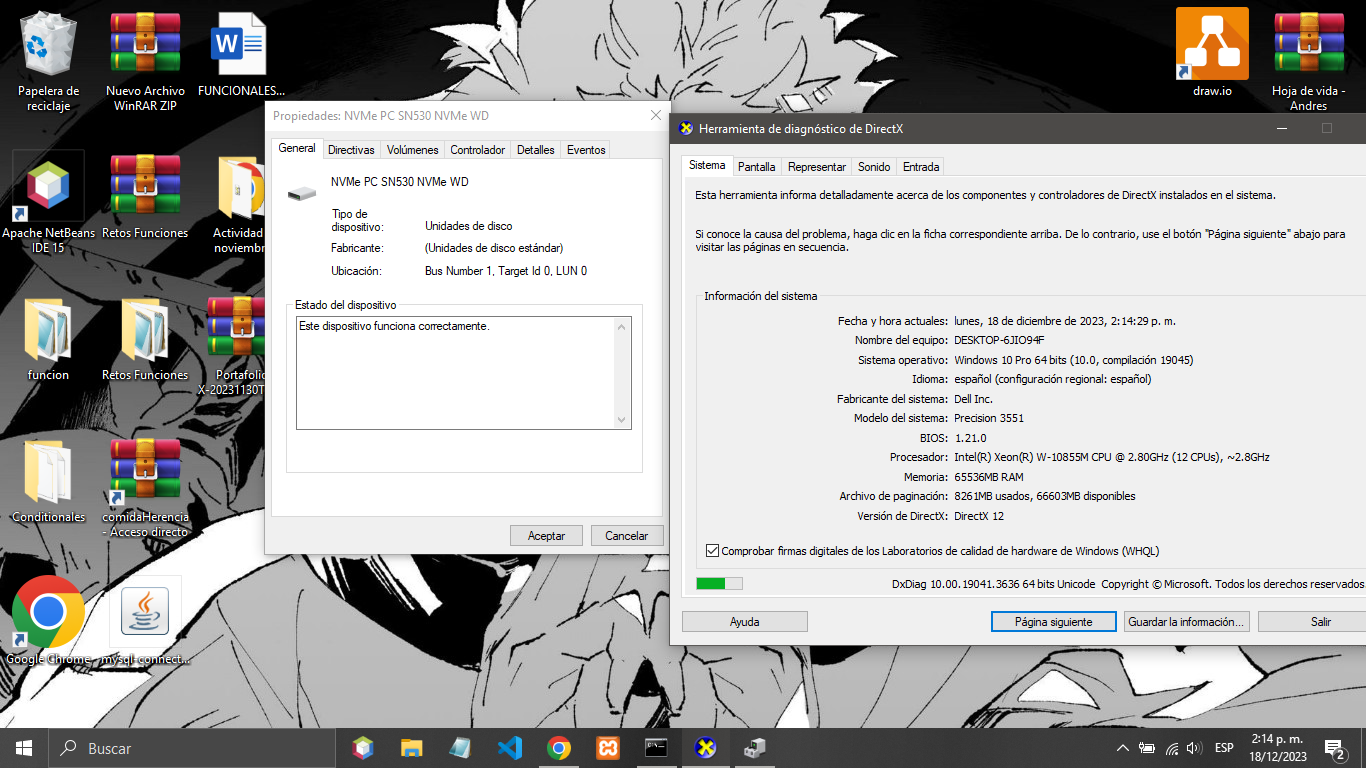 Papelera de
reciclaje
Nuevo Archivo
WinRAR ZIP
FUNCIONALES...
draw.io
Hoja de vida -
Andres
Apache NetBeans
IDE 15
Retos Funciones
Actividad
noviembr
funcion
Retos Funciones
Portafolio
X-20231130T
Conditionales
comidaHerencia
- Acceso directo
Google Chrome
mysql-connect...
Propiedades: NVMe PC SN530 NVMe WD
General
Directivas
Volúmenes
Controlador
Detalles
Eventos
NVMe PC SN530 NVMe WD
Tipo de
dispositivo:
Unidades de disco
Fabricante:
(Unidades de disco estándar)
Ubicación:
Bus Number 1, Target Id 0, LUN 0
Estado del dispositivo
Este dispositivo funciona correctamente.
Aceptar
Cancelar
Herramienta de diagnóstico de DirectX
Sistema
Pantalla
Representar
Sonido
Entrada
Esta herramienta informa detalladamente acerca de los componentes y controladores de DirectX instalados en el sistema.
Si conoce la causa del problema, haga clic en la ficha correspondiente arriba. De lo contrario, use el botón "Página siguiente" abajo para
visitar las páginas en secuencia.
Información del sistema
Fecha y hora actuales: lunes, 18 de diciembre de 2023, 2:14:29 p. m.
Nombre del equipo: DESKTOP-6JIO94F
Sistema operativo: Windows 10 Pro 64 bits (10.0, compilación 19045)
Idioma: español (configuración regional: español)
Fabricante del sistema: Dell Inc.
Modelo del sistema: Precision 3551
BIOS: 1.21.0
Procesador: Intel(R) Xeon(R) W-10855M CPU @ 2.80GHz (12 CPUs), ~2.8GHz
Memoria: 65536MB RAM
Archivo de paginación: 8261MB usados, 66603MB disponibles
Versión de DirectX: DirectX 12
Comprobar firmas digitales de los Laboratorios de calidad de hardware de Windows (WHQL)
DxDiag 10.00.19041.3636 64 bits Unicode Copyright © Microsoft. Todos los derechos reservados.
Ayuda
Página siguiente
Guardar la información...
Salir
Buscar
ESP
2:14 p. m.
18/12/2023
2